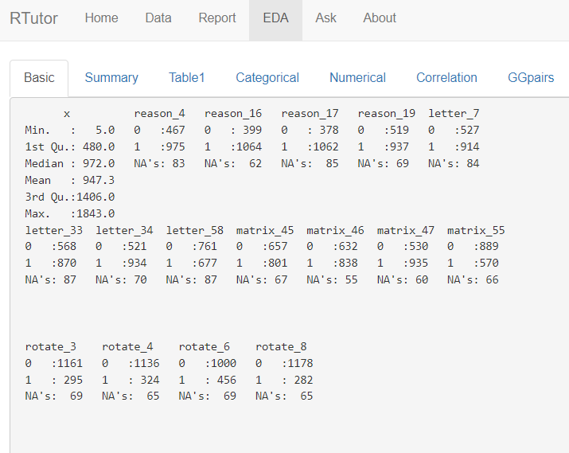 RTutor Home Data Report EDA Ask About
Basic Summary Table1 Categorical Numerical Correlation GGpairs
x reason_4 reason_16 reason_17 reason_19 letter_7
Min. : 5.0 0 :467 0 : 399 0 : 378 0 :519 0 :527
1st Qu.: 480.0 1 :975 1 :1064 1 :1062 1 :937 1 :914
Median : 972.0 NA's: 83 NA's: 62 NA's: 85 NA's: 69 NA's: 84
Mean : 947.3
3rd Qu.:1406.0
Max. :1843.0
letter_33 letter_34 letter_58 matrix_45 matrix_46 matrix_47 matrix_55
0 :568 0 :521 0 :761 0 :657 0 :632 0 :530 0 :889
1 :870 1 :934 1 :677 1 :801 1 :838 1 :935 1 :570
NA's: 87 NA's: 70 NA's: 87 NA's: 67 NA's: 55 NA's: 60 NA's: 66
rotate_3 rotate_4 rotate_6 rotate_8
0 :1161 0 :1136 0 :1000 0 :1178
1 : 295 1 : 324 1 : 456 1 : 282
NA's: 69 NA's: 65 NA's: 69 NA's: 65